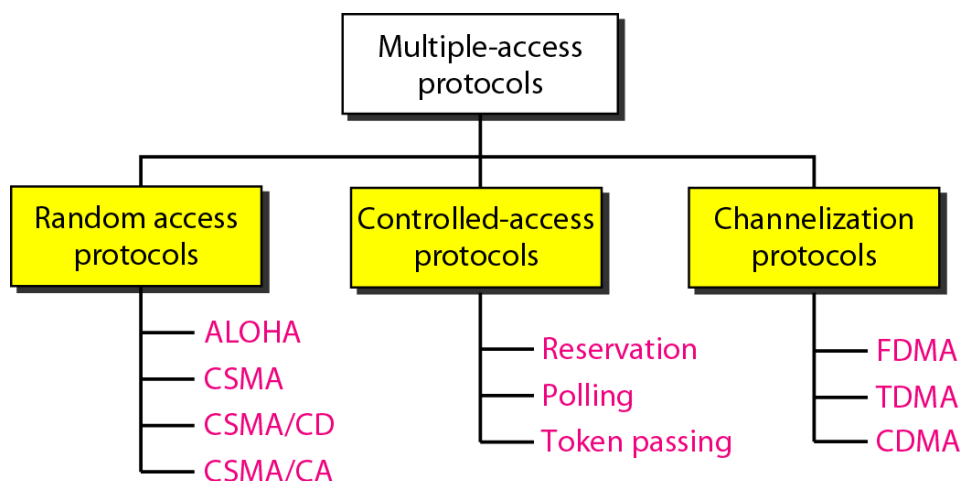 Multiple-access
protocols
Random access
protocols
Controlled-access
protocols
Channelization
protocols
ALOHA
CSMA
CSMA/CD
CSMA/CA
Reservation
Polling
Token passing
FDMA
TDMA
CDMA